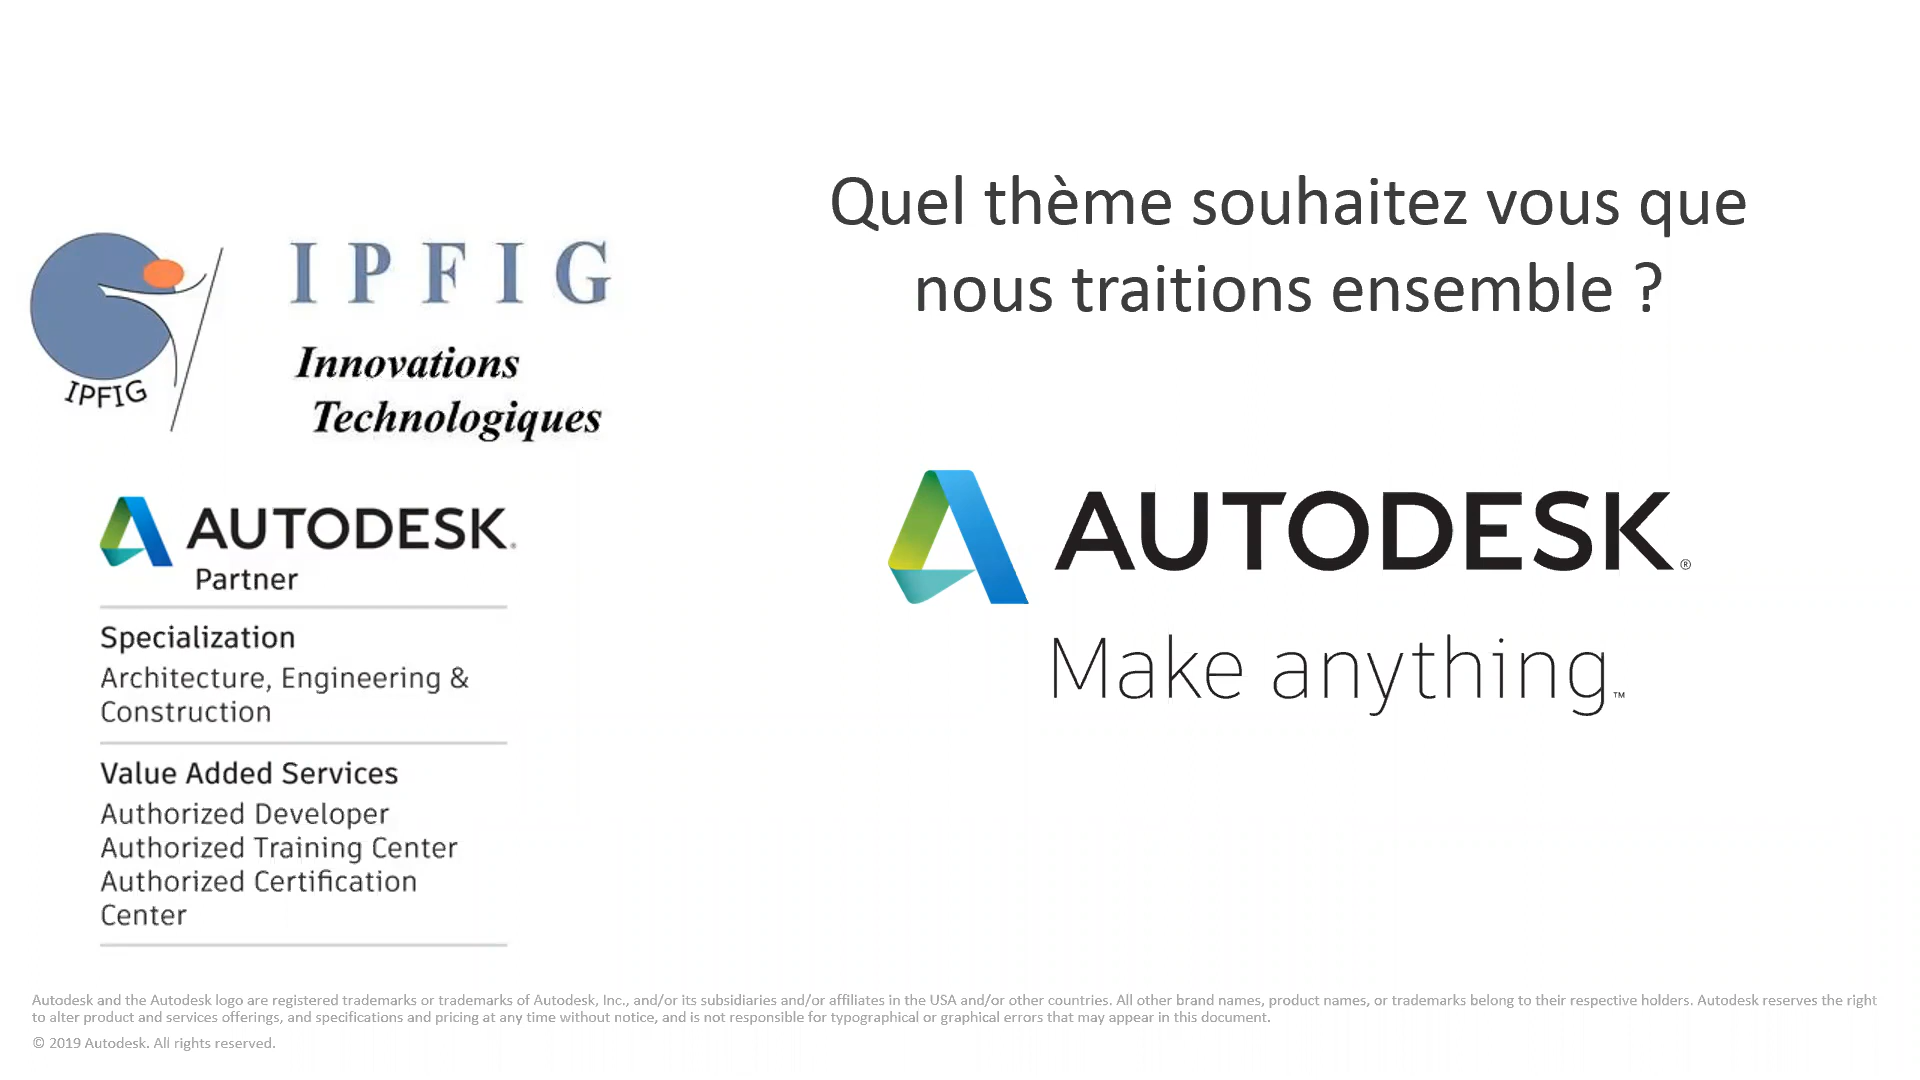 Quel thème souhaitez vous que
nous traitions ensemble ?
IPFIG
I P F I G
Innovations
Technologiques
AUTODESK.
Partner
Specialization
Architecture, Engineering &
Construction
Value Added Services
Authorized Developer
Authorized Training Center
Authorized Certification
Center
AUTODESK®
Make anything™
Autodesk and the Autodesk logo are registered trademarks or trademarks of Autodesk, Inc., and/or its subsidiaries and/or affiliates in the USA and/or other countries. All other brand names, product names, or trademarks belong to their respective holders. Autodesk reserves the right
to alter product and services offerings, and specifications and pricing at any time without notice, and is not responsible for typographical or graphical errors that may appear in this document.
© 2019 Autodesk. All rights reserved.